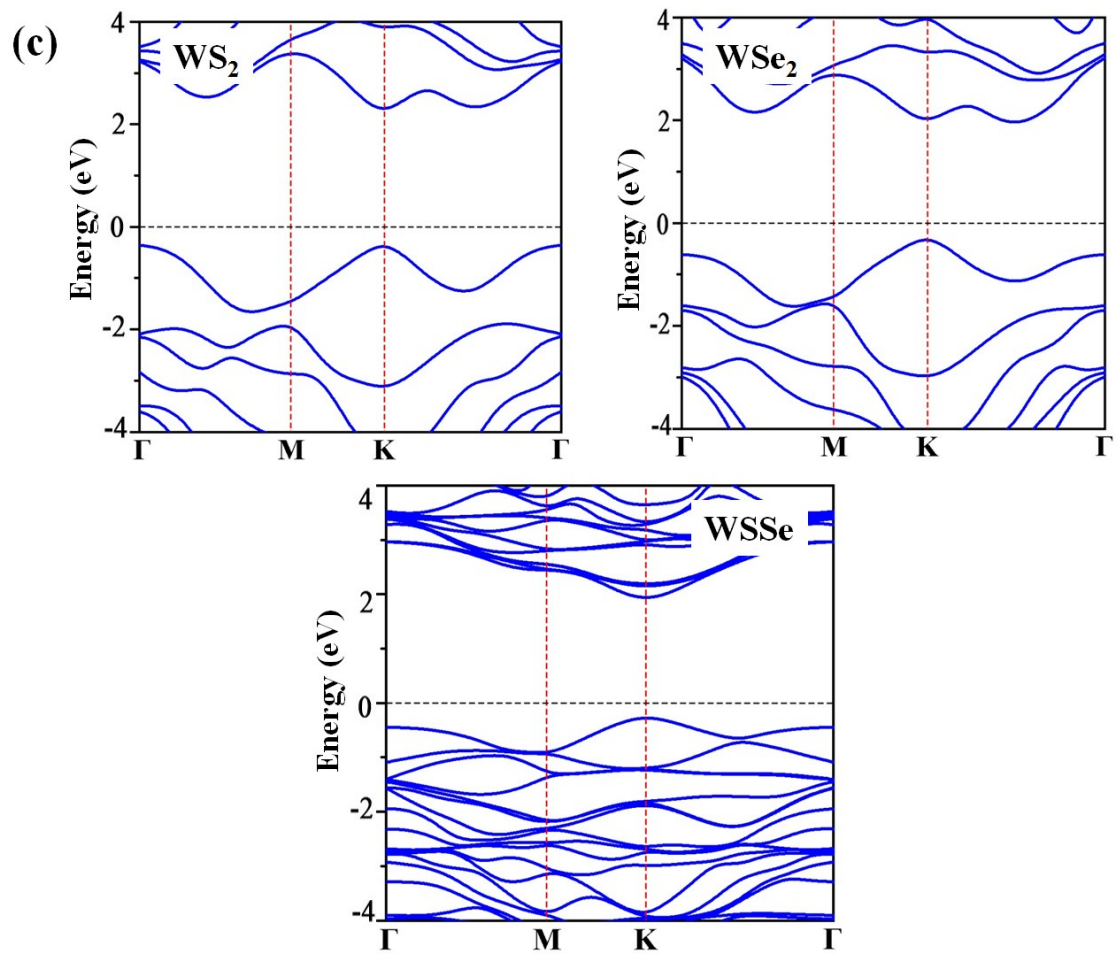 (c)
WS₂
4
2
0
-2
-4
Energy (eV)
Γ M K Γ
WSe₂
4
2
0
-2
-4
Energy (eV)
Γ M K Γ
WSSe
4
2
0
-2
-4
Energy (eV)
Γ M K Γ